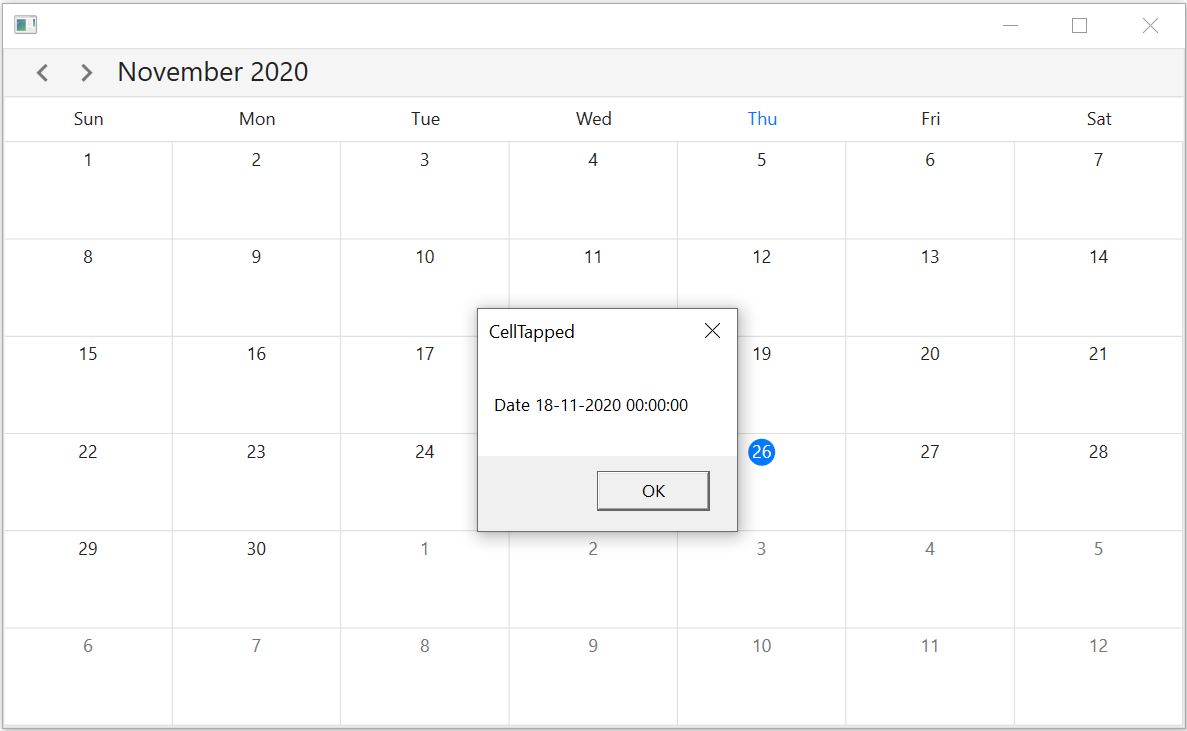 November 2020
Sun Mon Tue Wed Thu Fri Sat
1 2 3 4 5 6 7
8 9 10 11 12 13 14
CellTapped
15 16 17 19 20 21
Date 18-11-2020 00:00:00
22 23 24 26 27 28
OK
29 30 1 2 3 4 5
6 7 8 9 10 11 12